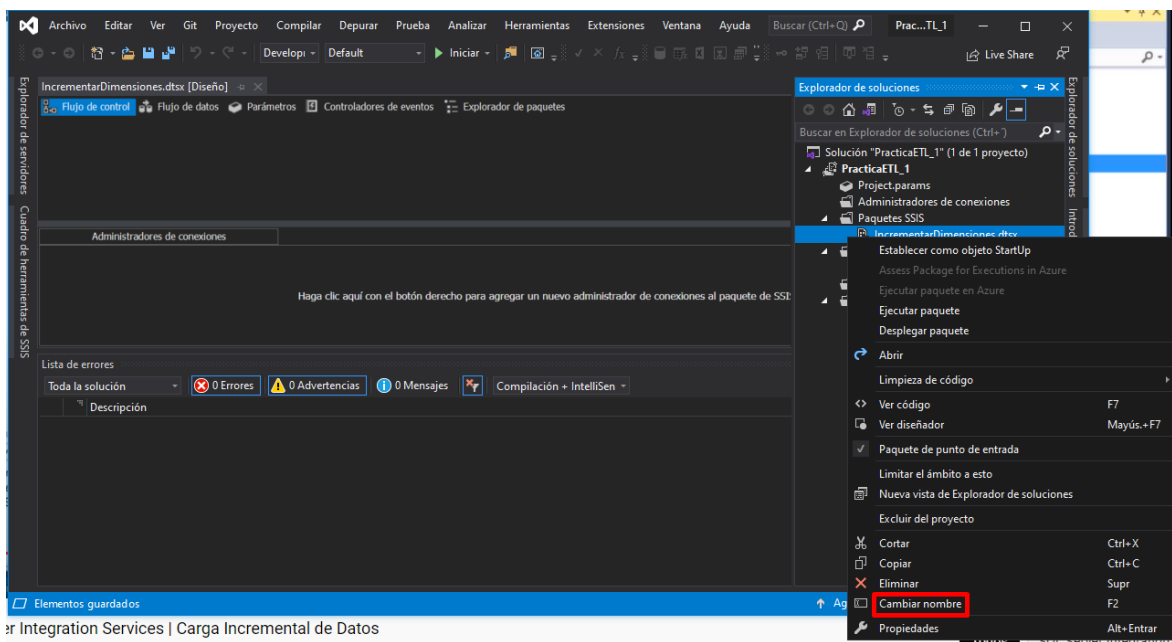 Archivo Editar Ver Git Proyecto Compilar Depurar Prueba Analizar Herramientas Extensiones Ventana Ayuda Buscar (Ctrl+Q) Prac...TL_1
Developi Default Iniciar Live Share
IncrementarDimensiones.dtsx [Diseño]
Flujo de control Flujo de datos Parámetros Controladores de eventos Explorador de paquetes
Explorador de servidores
Cuadro de herramientas de SSIS
Administradores de conexiones
Haga clic aquí con el botón derecho para agregar un nuevo administrador de conexiones al paquete de SSI
Lista de errores
Toda la solución 0 Errores 0 Advertencias 0 Mensajes Compilación + IntelliSen
Descripción
Explorador de soluciones
Buscar en Explorador de soluciones (Ctrl+´)
Solución "PracticaETL_1" (1 de 1 proyecto)
PracticaETL_1
Project.params
Administradores de conexiones
Paquetes SSIS
IncrementarDimensiones.dtsx
Explorador de soluciones
Introd
Establecer como objeto StartUp
Assess Package for Executions in Azure
Ejecutar paquete en Azure
Ejecutar paquete
Desplegar paquete
Abrir
Limpieza de código
Ver código F7
Ver diseñador Mayús.+F7
Paquete de punto de entrada
Limitar el ámbito a esto
Nueva vista de Explorador de soluciones
Excluir del proyecto
Cortar Ctrl+X
Copiar Ctrl+C
Eliminar Supr
Cambiar nombre F2
Propiedades Alt+Entrar
Elementos guardados Ag
er Integration Services | Carga Incremental de Datos